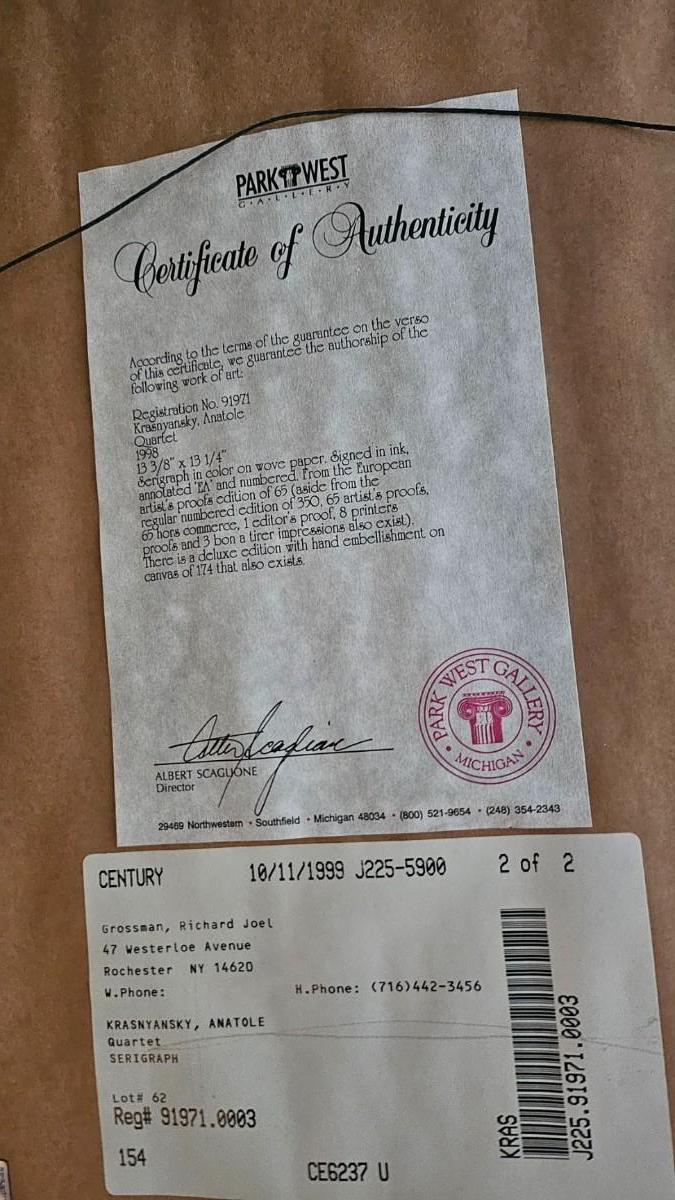 PARK WEST
G·A·L·L·E·R·Y
Certificate of Authenticity
According to the terms of the guarantee on the verso
of this certificate, we guarantee the authorship of the
following work of art:
Registration No. 91971
Krasnyansky, Anatole
Quartet
1998
13 3/8" x 13 1/4"
Serigraph in color on wove paper. Signed in ink,
annotated 'EA' and numbered. From the European
artist's proofs edition of 65 (aside from the
regular numbered edition of 350, 65 artist's proofs,
65 hors commerce, 1 editor's proof, 8 printers
proofs and 3 bon a tirer impressions also exist).
There is a deluxe edition with hand embellishment on
canvas of 174 that also exists.
PARK WEST GALLERY
• MICHIGAN •
ALBERT SCAGLIONE
Director
29469 Northwestern • Southfield • Michigan 48034 • (800) 521-9654 • (248) 354-2343
CENTURY 10/11/1999 J225-5900 2 of 2
Grossman, Richard Joel
47 Westerloe Avenue
Rochester NY 14620
W.Phone: H.Phone: (716)442-3456
KRASNYANSKY, ANATOLE
Quartet
SERIGRAPH
Lot# 62
Reg# 91971.0003
154
CE6237 U
KRAS
J225.91971.0003